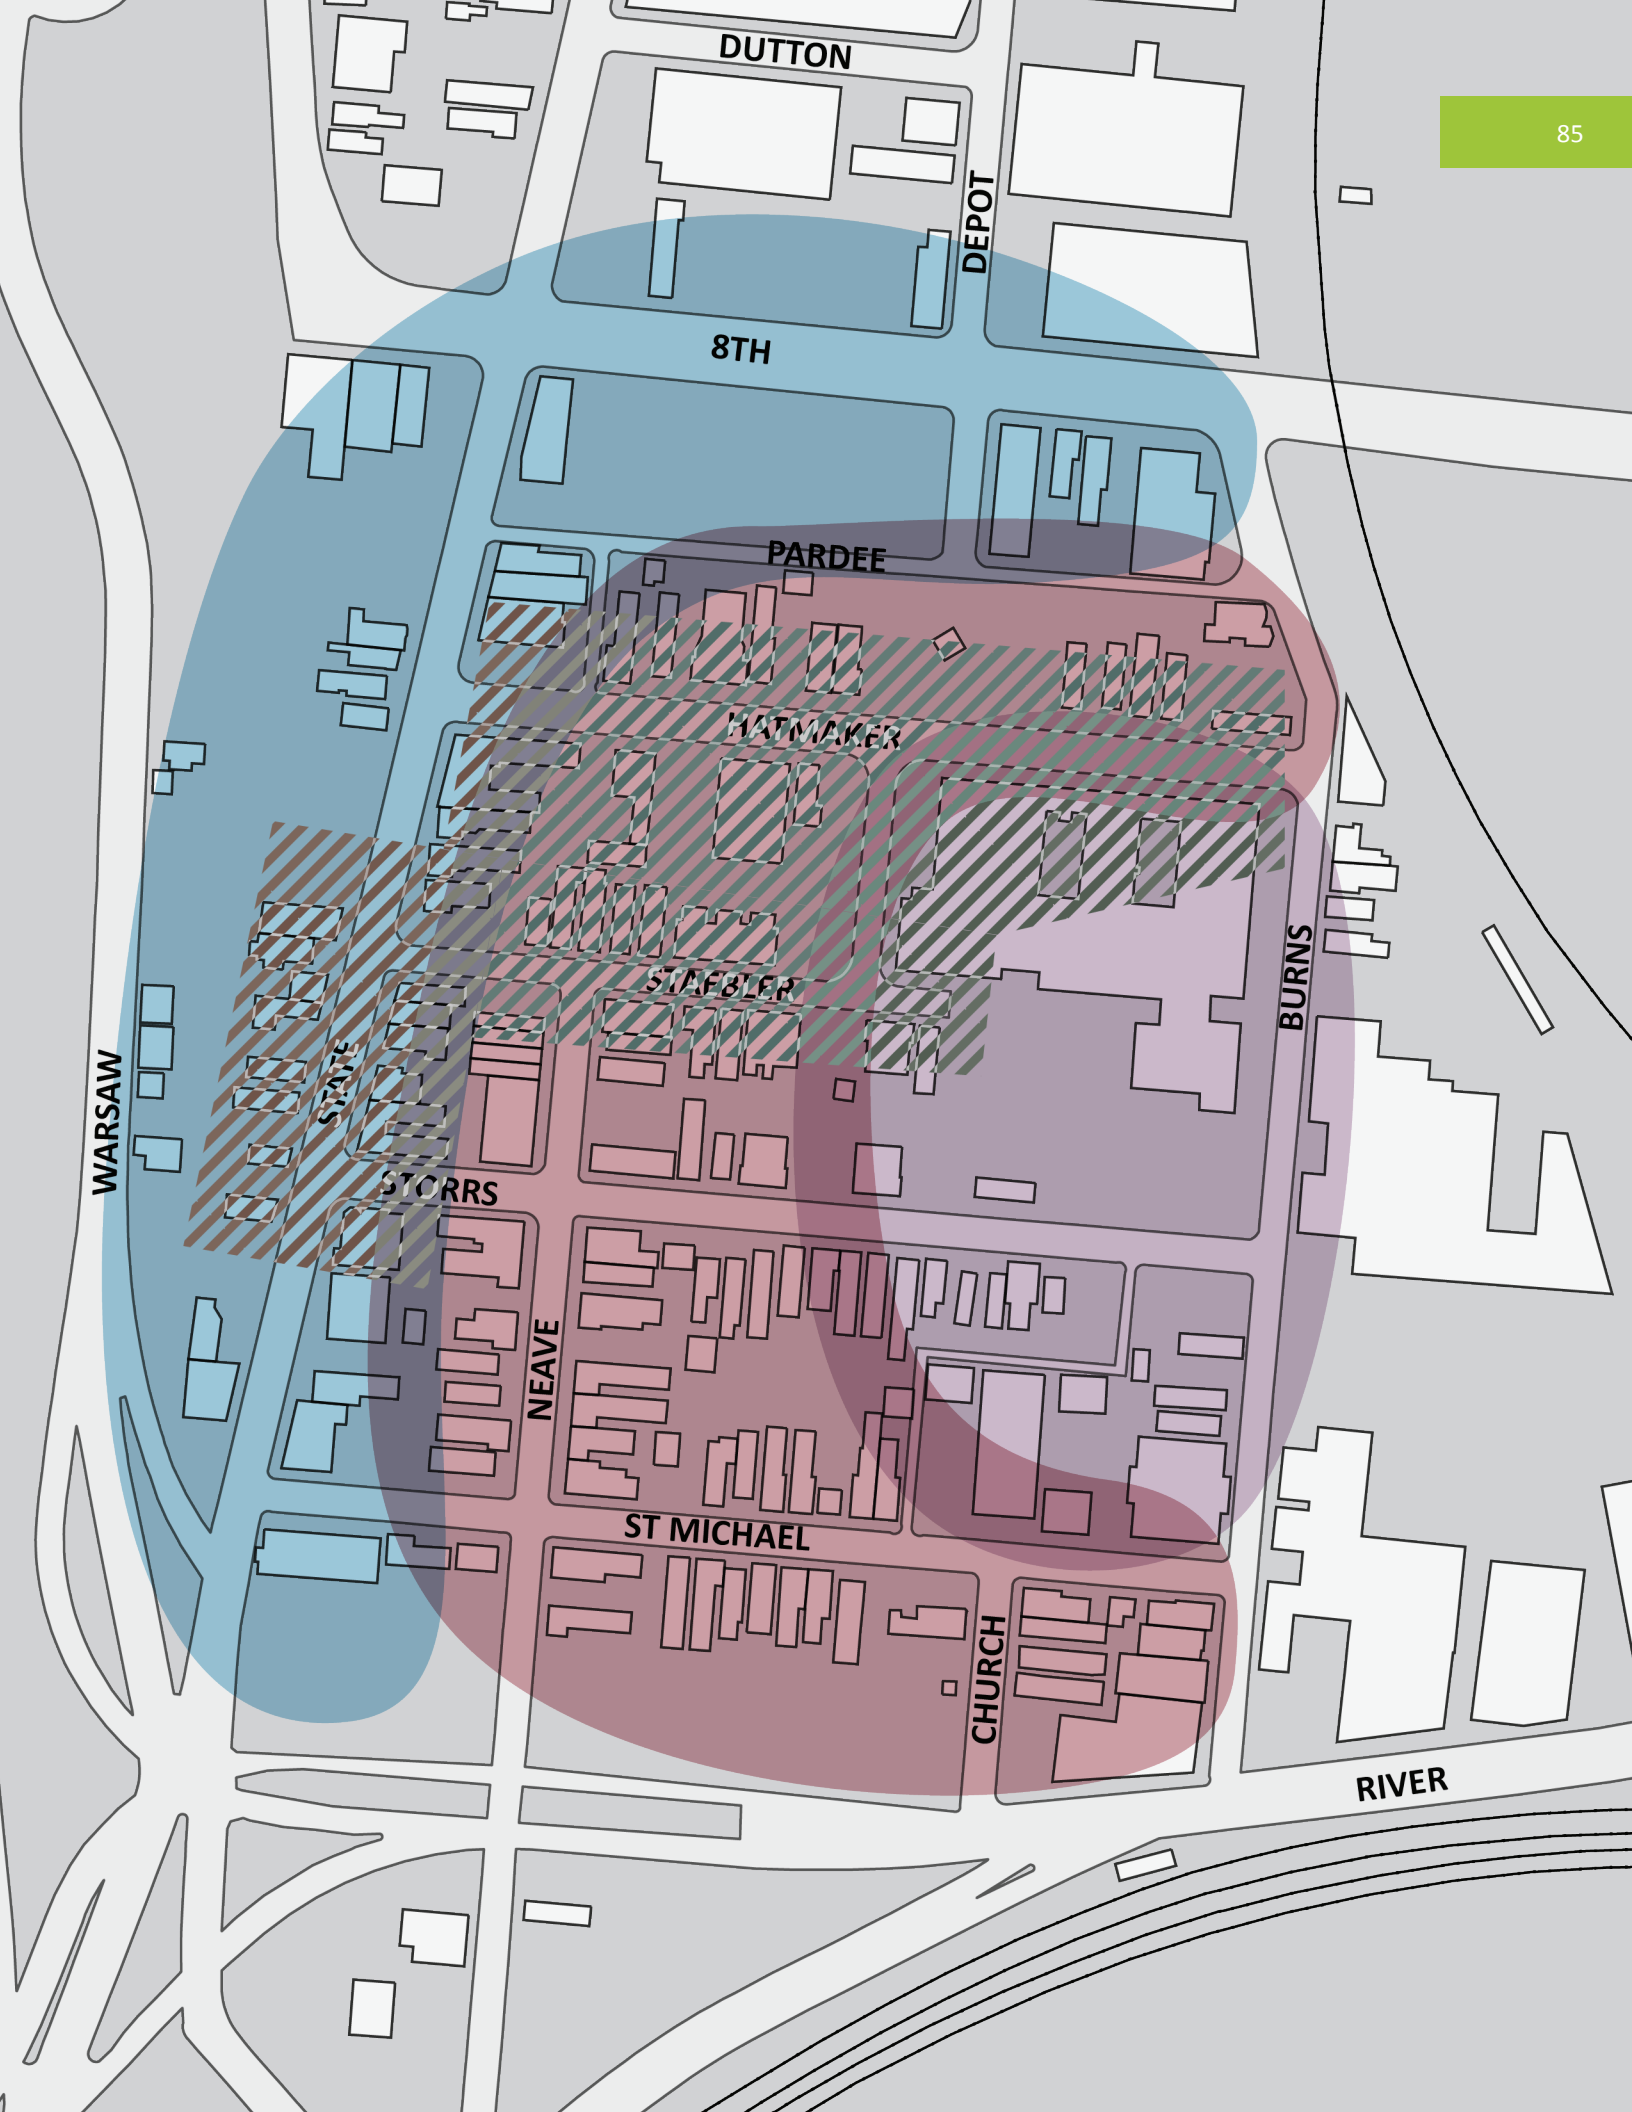 DUTTON
85
DEPOT
8TH
PARDEE
HATMAKER
STAEBLER
BURNS
WARSAW
STATE
STORRS
NEAVE
ST MICHAEL
CHURCH
RIVER